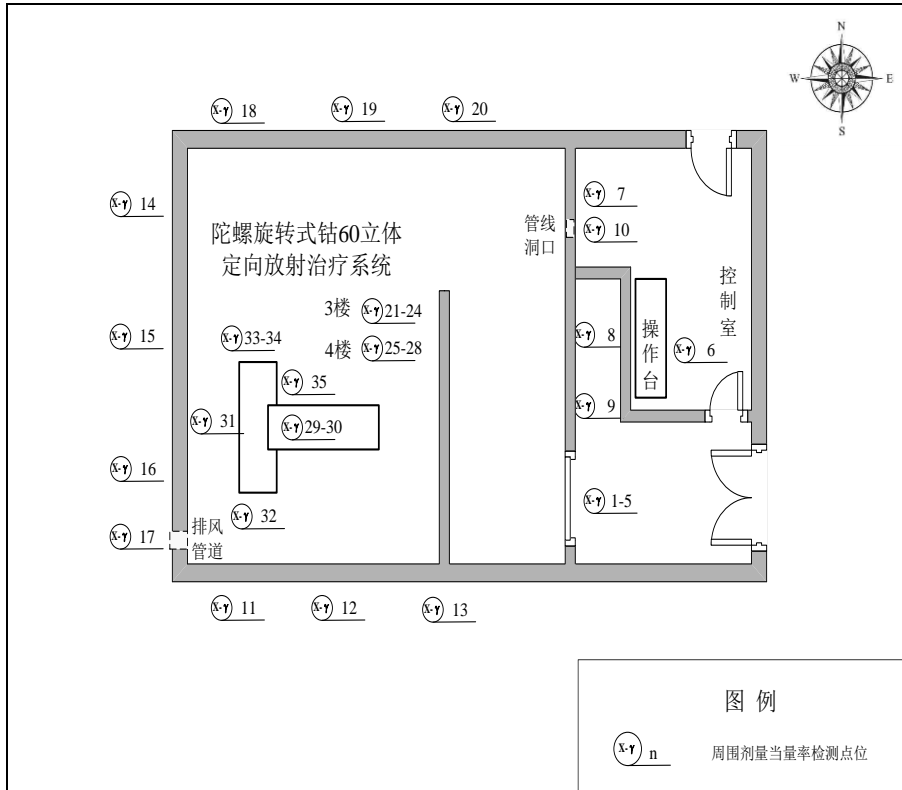 N
W
E
S
X-γ 18
X-γ 19
X-γ 20
X-γ 14
X-γ 7
管线
洞口
X-γ 10
陀螺旋转式钴60立体
定向放射治疗系统
控制室
3楼 X-γ 21-24
4楼 X-γ 25-28
X-γ 15
X-γ 33-34
X-γ 8
操作台
X-γ 6
X-γ 35
X-γ 9
X-γ 31
X-γ 29-30
X-γ 16
X-γ 1-5
X-γ 32
排风
管道
X-γ 17
X-γ 11
X-γ 12
X-γ 13
图例
X-γ n 周围剂量当量率检测点位